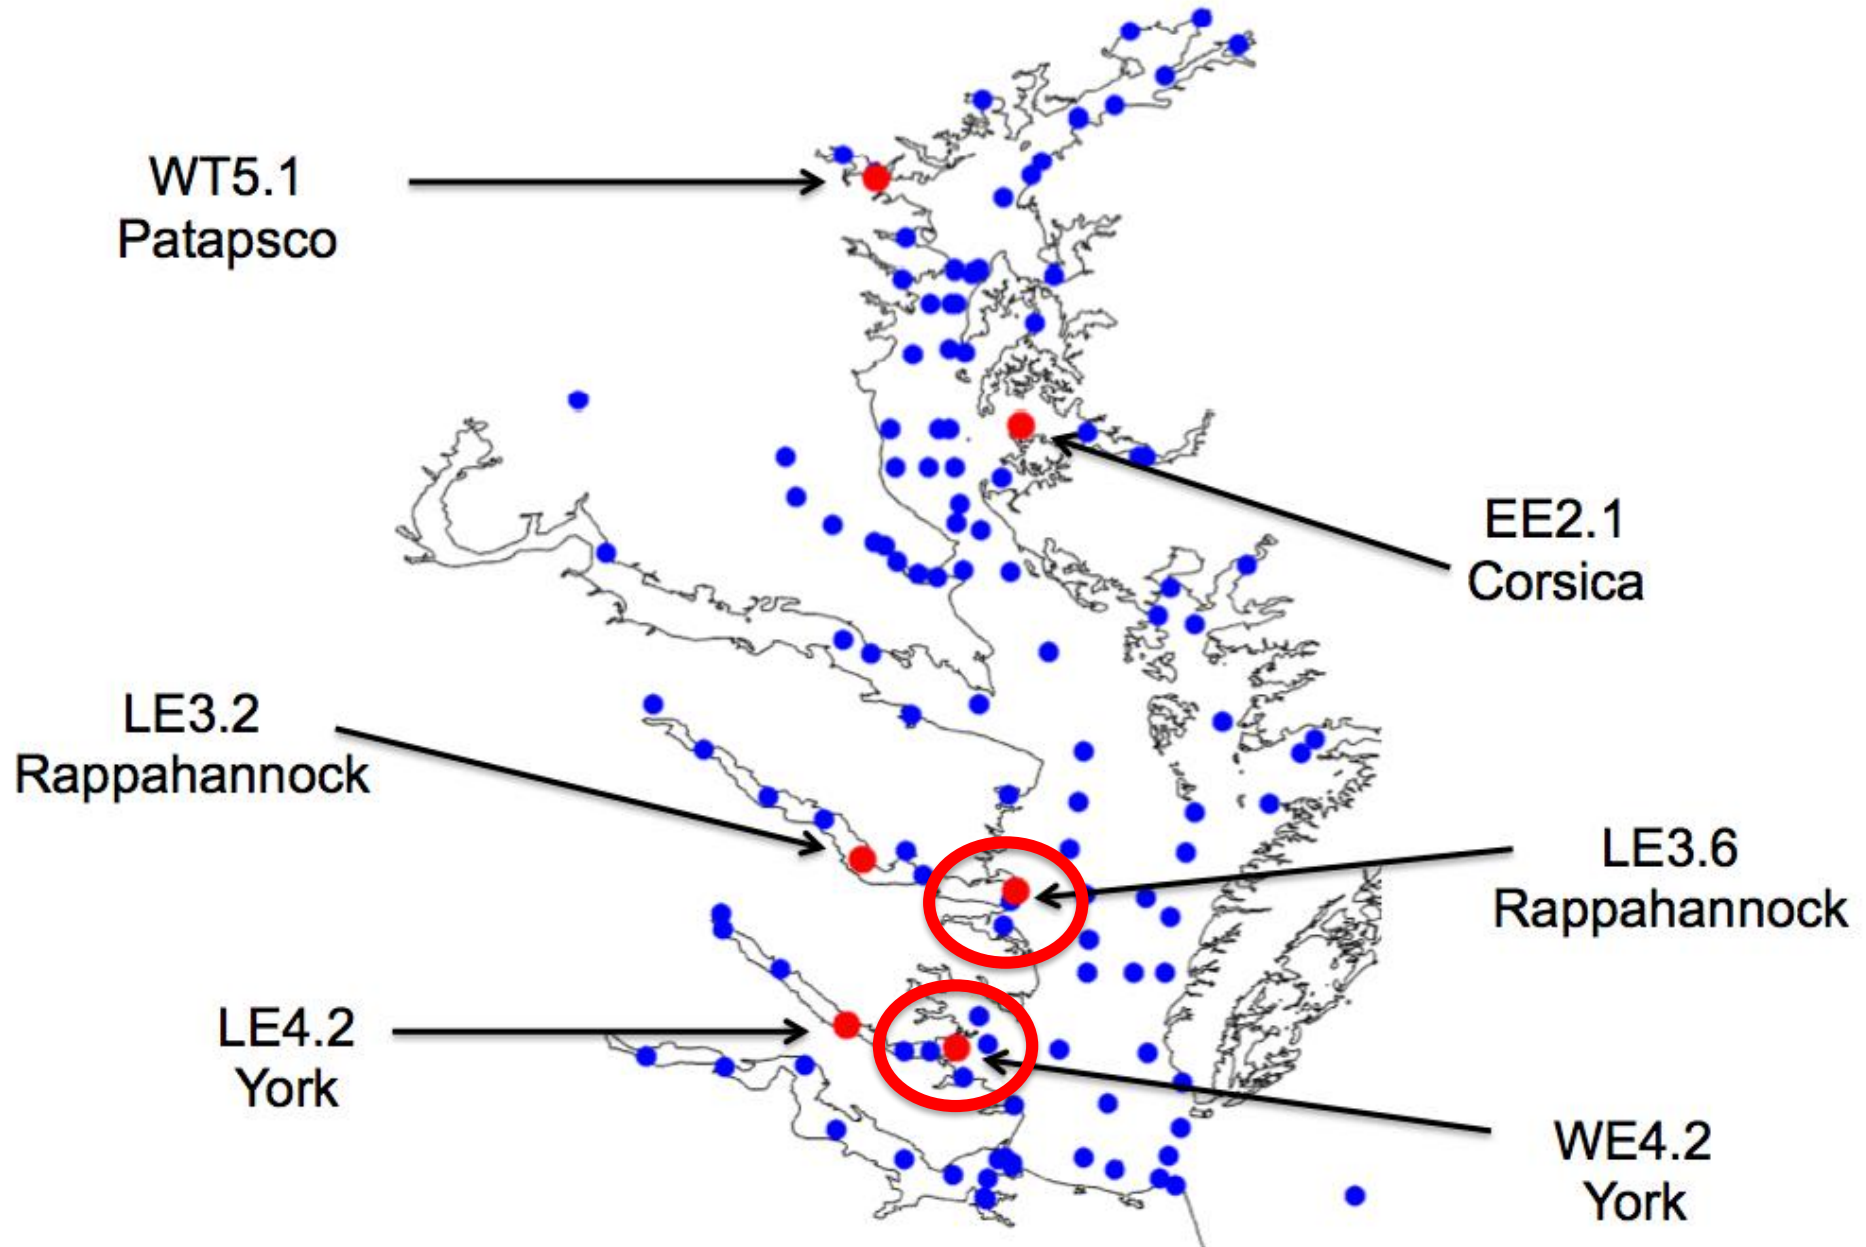 WT5.1
Patapsco
EE2.1
Corsica
LE3.2
Rappahannock
LE3.6
Rappahannock
LE4.2
York
WE4.2
York